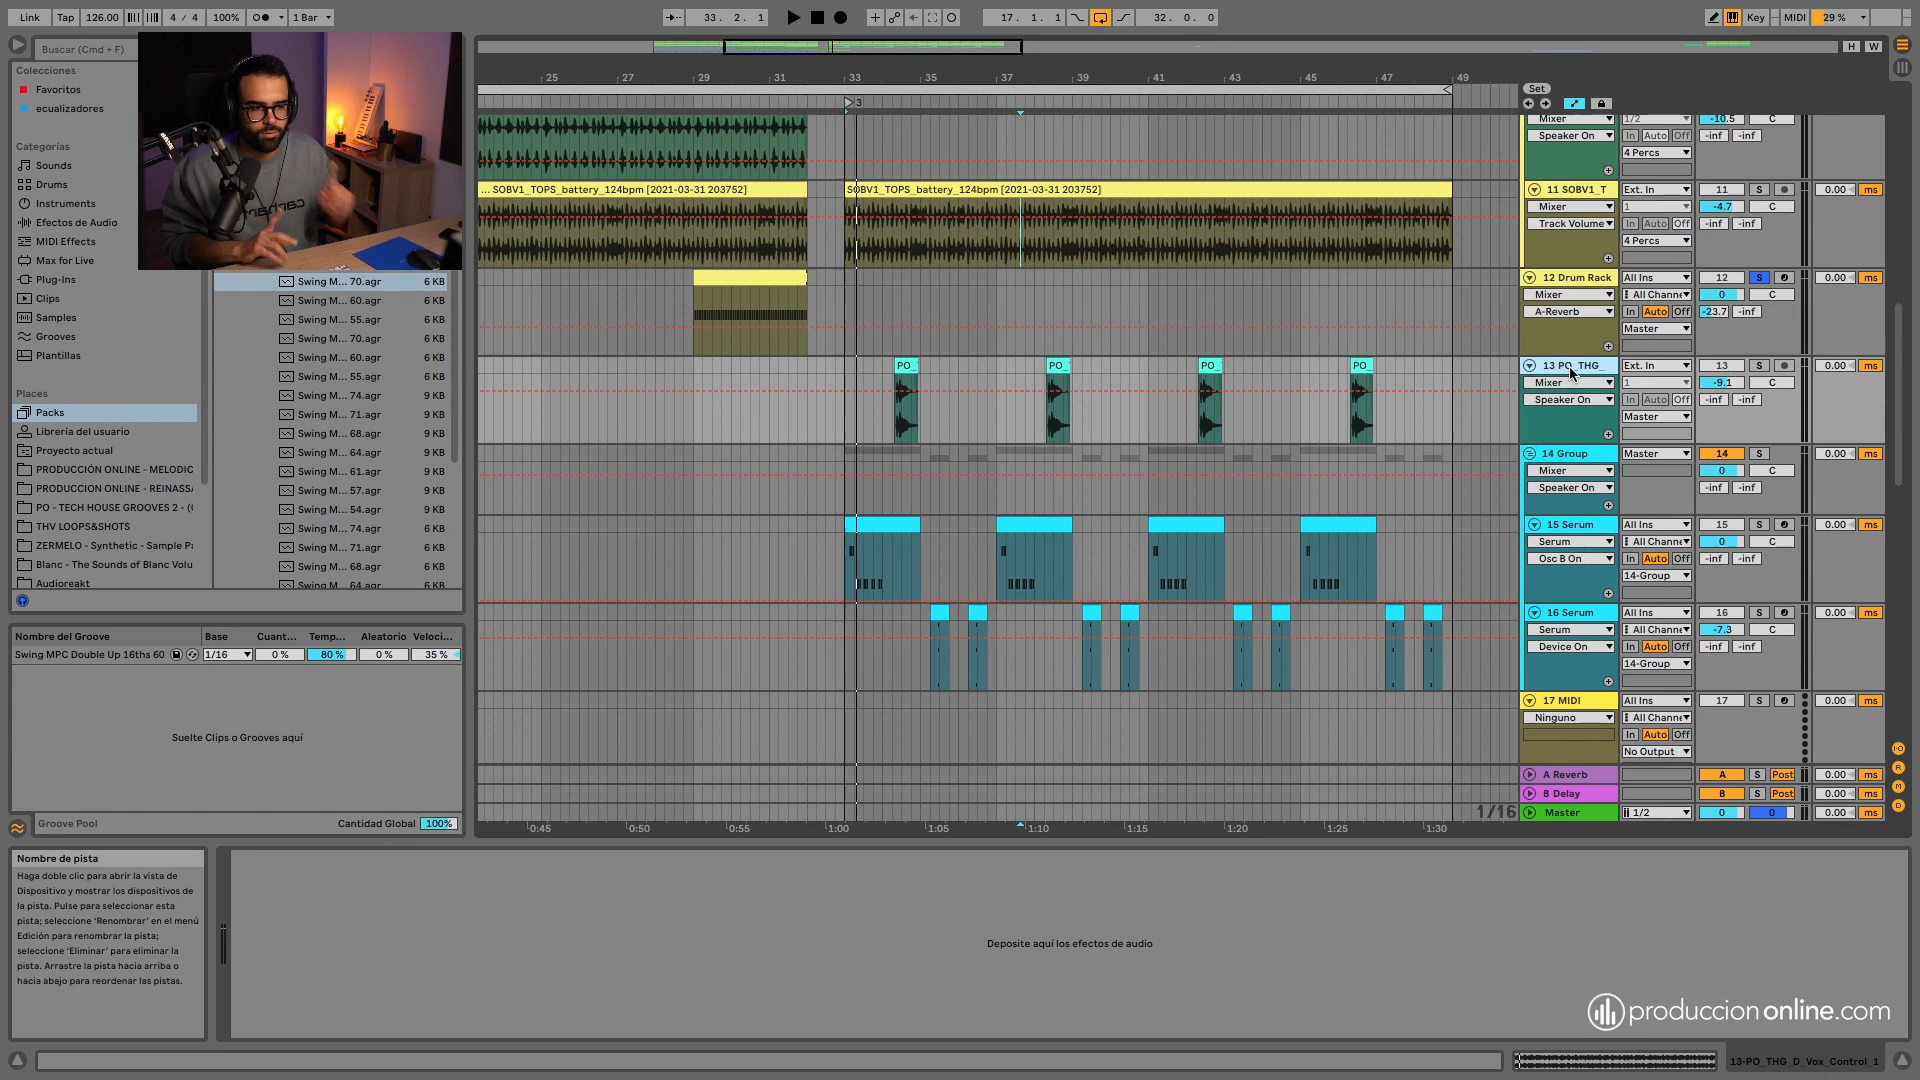 Link Tap 126.00 4 / 4 100% 1 Bar
33. 2. 1 17. 1. 1 32. 0. 0
Key MIDI 29 %
Buscar (Cmd + F)
Colecciones
Favoritos
ecualizadores
Categorías
Sounds
Drums
Instruments
Efectos de Audio
MIDI Effects
Max for Live
Plug-Ins
Clips
Samples
Grooves
Plantillas
Places
Packs
Librería del usuario
Proyecto actual
PRODUCCIÓN ONLINE - MELODIC
PRODUCCION ONLINE - REINASS
PO - TECH HOUSE GROOVES 2 - (
THV LOOPS&SHOTS
ZERMELO - Synthetic - Sample P
Blanc - The Sounds of Blanc Volu
Audioreakt
Swing M... 70.agr 6 KB
Swing M... 60.agr 6 KB
Swing M... 55.agr 6 KB
Swing M... 70.agr 6 KB
Swing M... 60.agr 6 KB
Swing M... 55.agr 6 KB
Swing M... 74.agr 9 KB
Swing M... 71.agr 9 KB
Swing M... 68.agr 9 KB
Swing M... 64.agr 9 KB
Swing M... 61.agr 9 KB
Swing M... 57.agr 9 KB
Swing M... 54.agr 9 KB
Swing M... 74.agr 9 KB
Swing M... 71.agr 9 KB
Swing M... 68.agr 9 KB
Swing M... 64.agr 6 KB
Nombre del Groove Base Cuant... Temp... Aleatorio Veloci...
Swing MPC Double Up 16ths 60 1/16 0 % 80 % 0 % 35 %
Suelte Clips o Grooves aquí
Groove Pool Cantidad Global 100%
H W
25 27 29 31 33 35 37 39 41 43 45 47 49
3
Set
... SOBV1_TOPS_battery_124bpm [2021-03-31 203752]
SOBV1_TOPS_battery_124bpm [2021-03-31 203752]
PO_ PO_ PO_ PO_
Mixer 1/2 -10.5 C
Speaker On In Auto Off -inf -inf
4 Percs
11 SOBV1_T Ext. In 11 S 0.00 ms
Mixer 1 -4.7 C
Track Volume In Auto Off -inf -inf
4 Percs
12 Drum Rack All Ins 12 S 0.00 ms
Mixer All Channe 0 C
A-Reverb In Auto Off -23.7 -inf
Master
13 PO_THG_ Ext. In 13 S 0.00 ms
Mixer 1 -9.1 C
Speaker On In Auto Off -inf -inf
Master
14 Group Master 14 S 0.00 ms
Mixer 0 C
Speaker On -inf -inf
15 Serum All Ins 15 S 0.00 ms
Serum All Channe 0 C
Osc B On In Auto Off -inf -inf
14-Group
16 Serum All Ins 16 S 0.00 ms
Serum All Channe -7.3 C
Device On In Auto Off -inf -inf
14-Group
17 MIDI All Ins 17 S 0.00 ms
Ninguno All Channe
In Auto Off
No Output
A Reverb A S Post 0.00 ms
B Delay B S Post 0.00 ms
1/16 Master 1/2 0 0 0.00 ms
0:45 0:50 0:55 1:00 1:05 1:10 1:15 1:20 1:25 1:30
Nombre de pista
Haga doble clic para abrir la vista de
Dispositivo y mostrar los dispositivos de
la pista. Pulse para seleccionar esta
pista; seleccione 'Renombrar' en el menú
Edición para renombrar la pista;
seleccione 'Eliminar' para eliminar la
pista. Arrastre la pista hacia arriba o
hacia abajo para reordenar las pistas.
Deposite aquí los efectos de audio
producciononline.com
13-PO_THG_D_Vox_Control_1